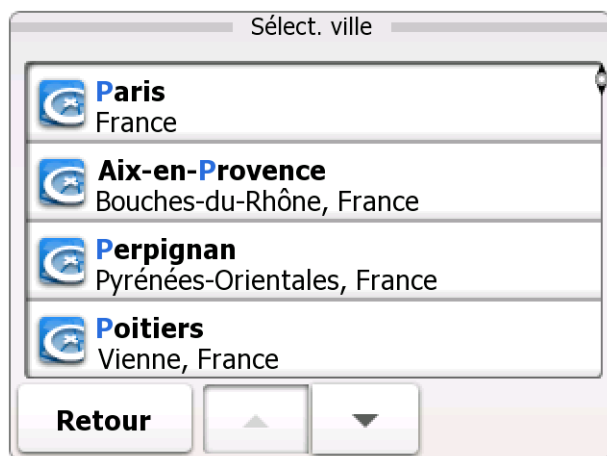 Sélect. ville
Paris
France
Aix-en-Provence
Bouches-du-Rhône, France
Perpignan
Pyrénées-Orientales, France
Poitiers
Vienne, France
Retour